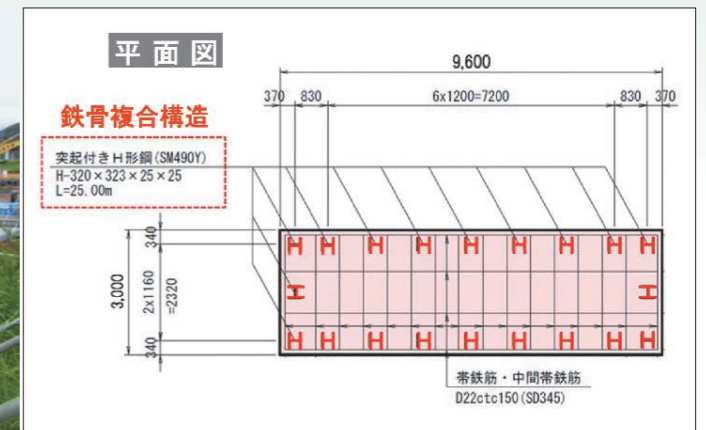 平面図
9,600
370 830 6x1200=7200 830 370
鉄骨複合構造
突起付きH形鋼(SM490Y)
H-320×323×25×25
L=25.00m
340
3,000
2x1160
=2320
340
H H H H H H H H H
H H
H H H H H H H H H
帯鉄筋・中間帯鉄筋
D22ctc150(SD345)